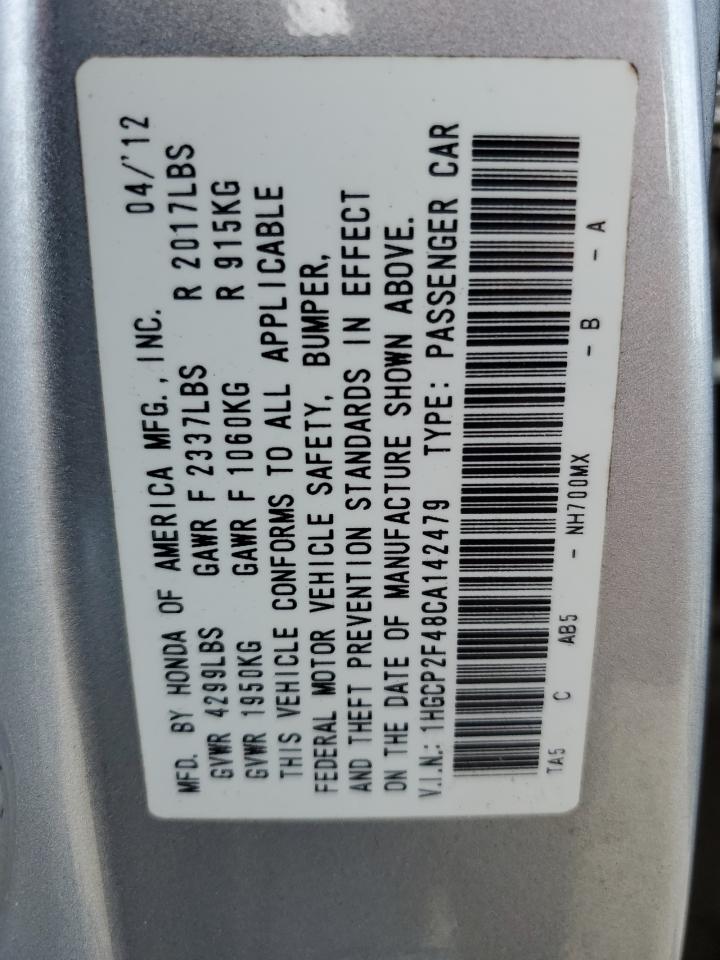 MFD. BY HONDA OF AMERICA MFG., INC. 04/'12
GVWR 4299LBS GAWR F 2337LBS R 2017LBS
GVWR 1950KG GAWR F 1060KG R 915KG
THIS VEHICLE CONFORMS TO ALL APPLICABLE
FEDERAL MOTOR VEHICLE SAFETY, BUMPER,
AND THEFT PREVENTION STANDARDS IN EFFECT
ON THE DATE OF MANUFACTURE SHOWN ABOVE.
V.I.N.: 1HGCP2F48CA142479 TYPE: PASSENGER CAR
TA5 C AB5 - NH700MX - B - A